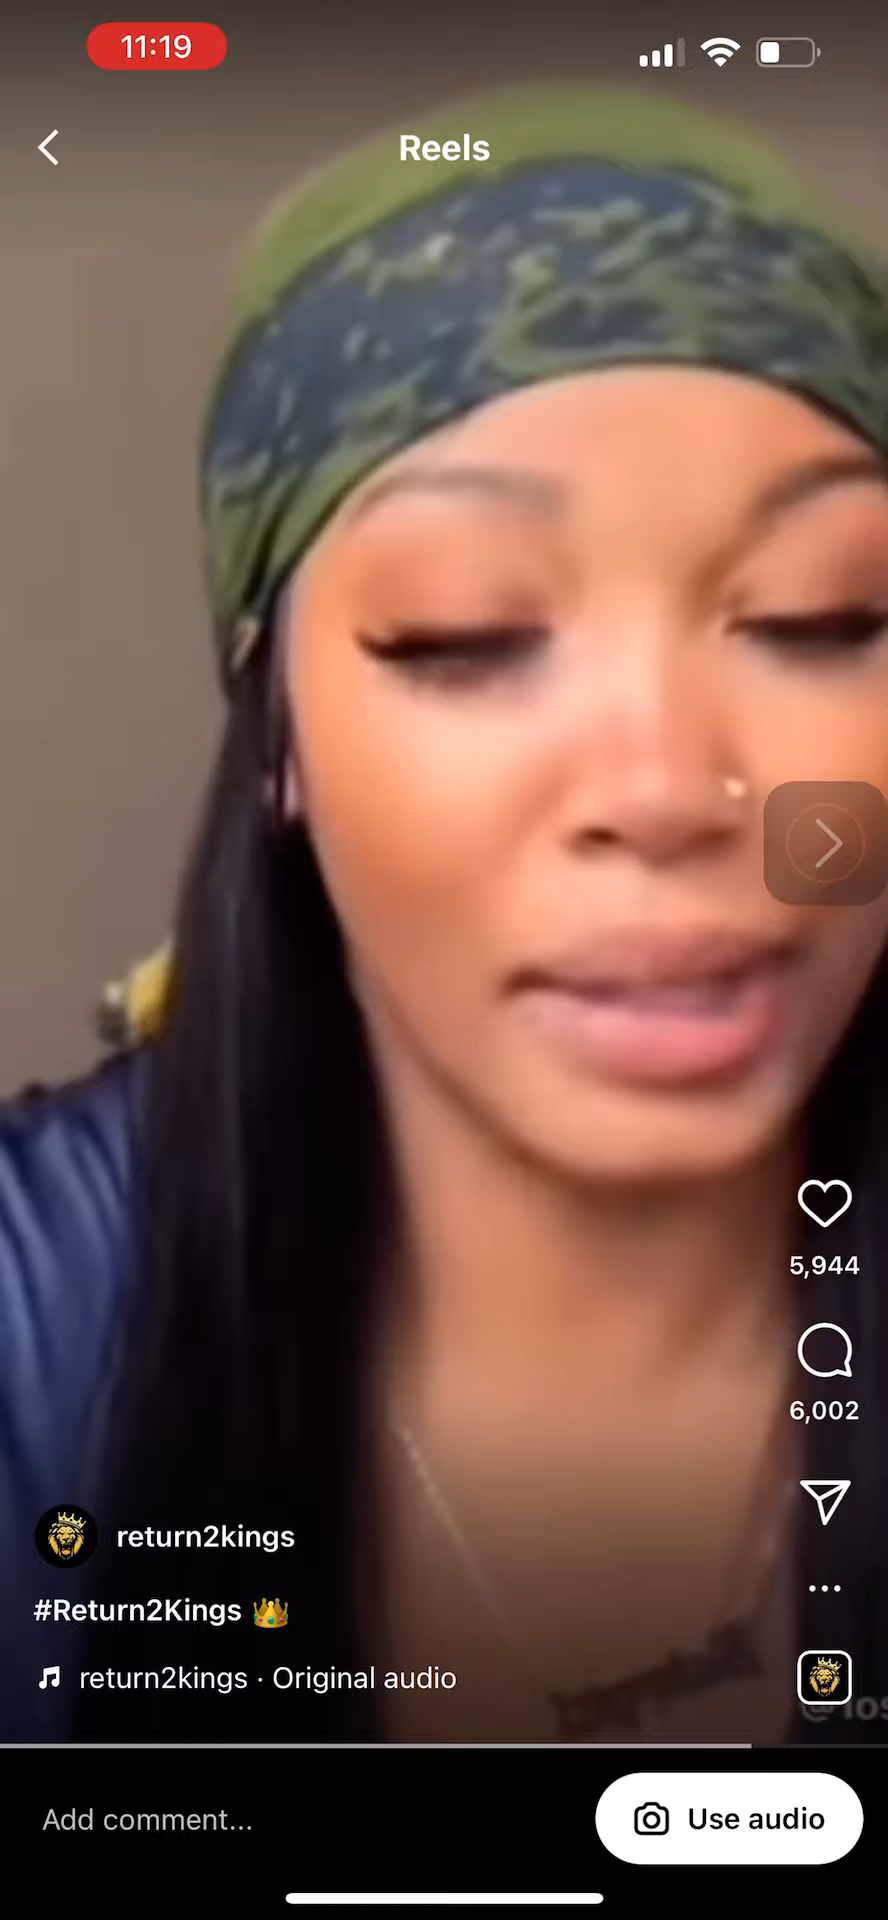 11:19
Reels
5,944
6,002
return2kings
#Return2Kings 👑
return2kings · Original audio
Add comment...
Use audio